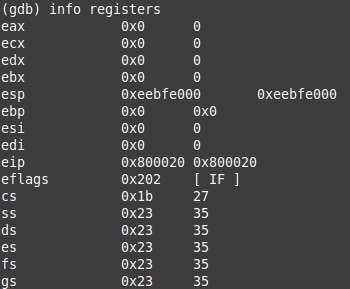 (gdb) info registers
eax 0x0 0
ecx 0x0 0
edx 0x0 0
ebx 0x0 0
esp 0xeebfe000 0xeebfe000
ebp 0x0 0x0
esi 0x0 0
edi 0x0 0
eip 0x800020 0x800020
eflags 0x202 [ IF ]
cs 0x1b 27
ss 0x23 35
ds 0x23 35
es 0x23 35
fs 0x23 35
gs 0x23 35